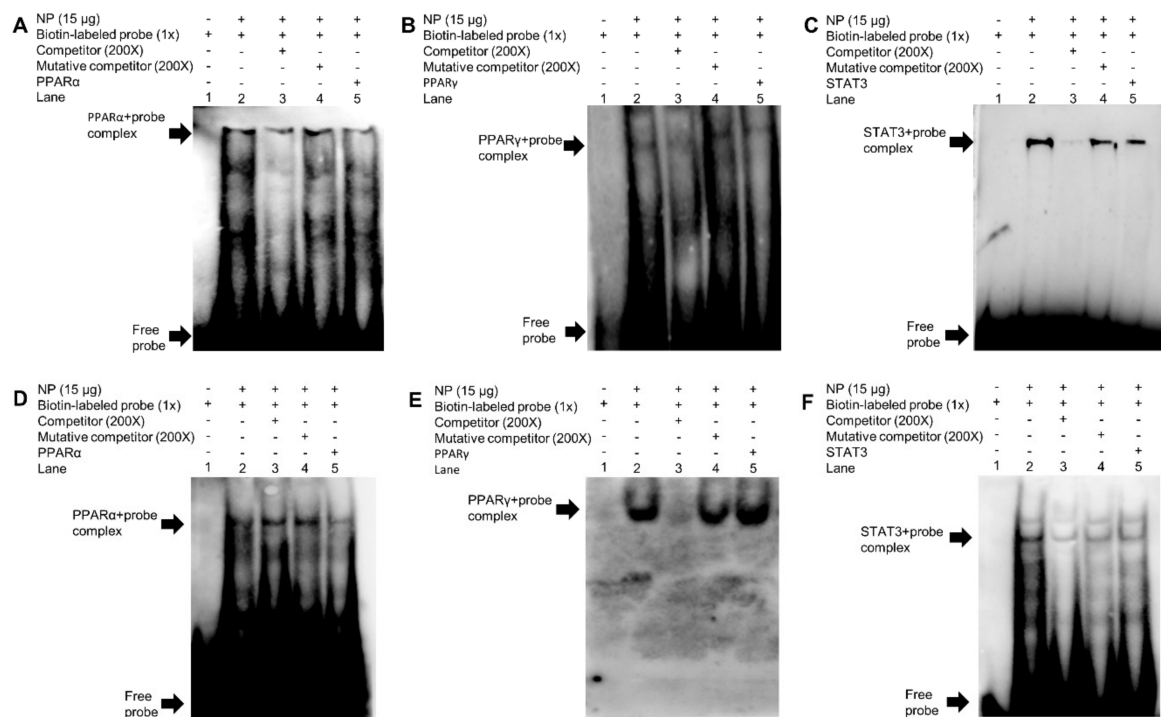 A
NP (15 µg) - + + + +
Biotin-labeled probe (1x) + + + + +
Competitor (200X) - - + - -
Mutative competitor (200X) - - - + -
PPARα - - - - +
Lane 1 2 3 4 5
PPARα+probe
complex
Free
probe
B
NP (15 µg) - + + + +
Biotin-labeled probe (1x) + + + + +
Competitor (200X) - - + - -
Mutative competitor (200X) - - - + -
PPARγ - - - - +
Lane 1 2 3 4 5
PPARγ+probe
complex
Free
probe
C
NP (15 µg) - + + + +
Biotin-labeled probe (1x) + + + + +
Competitor (200X) - - + - -
Mutative competitor (200X) - - - + -
STAT3 - - - - +
Lane 1 2 3 4 5
STAT3+probe
complex
Free
probe
D
NP (15 µg) - + + + +
Biotin-labeled probe (1x) + + + + +
Competitor (200X) - - + - -
Mutative competitor (200X) - - - + -
PPARα - - - - +
Lane 1 2 3 4 5
PPARα+probe
complex
Free
probe
E
NP (15 µg) - + + + +
Biotin-labeled probe (1x) + + + + +
Competitor (200X) - - + - -
Mutative competitor (200X) - - - + -
PPARγ - - - - +
Lane 1 2 3 4 5
PPARγ+probe
complex
Free
probe
F
NP (15 µg) - + + + +
Biotin-labeled probe (1x) + + + + +
Competitor (200X) - - + - -
Mutative competitor (200X) - - - + -
STAT3 - - - - +
Lane 1 2 3 4 5
STAT3+probe
complex
Free
probe